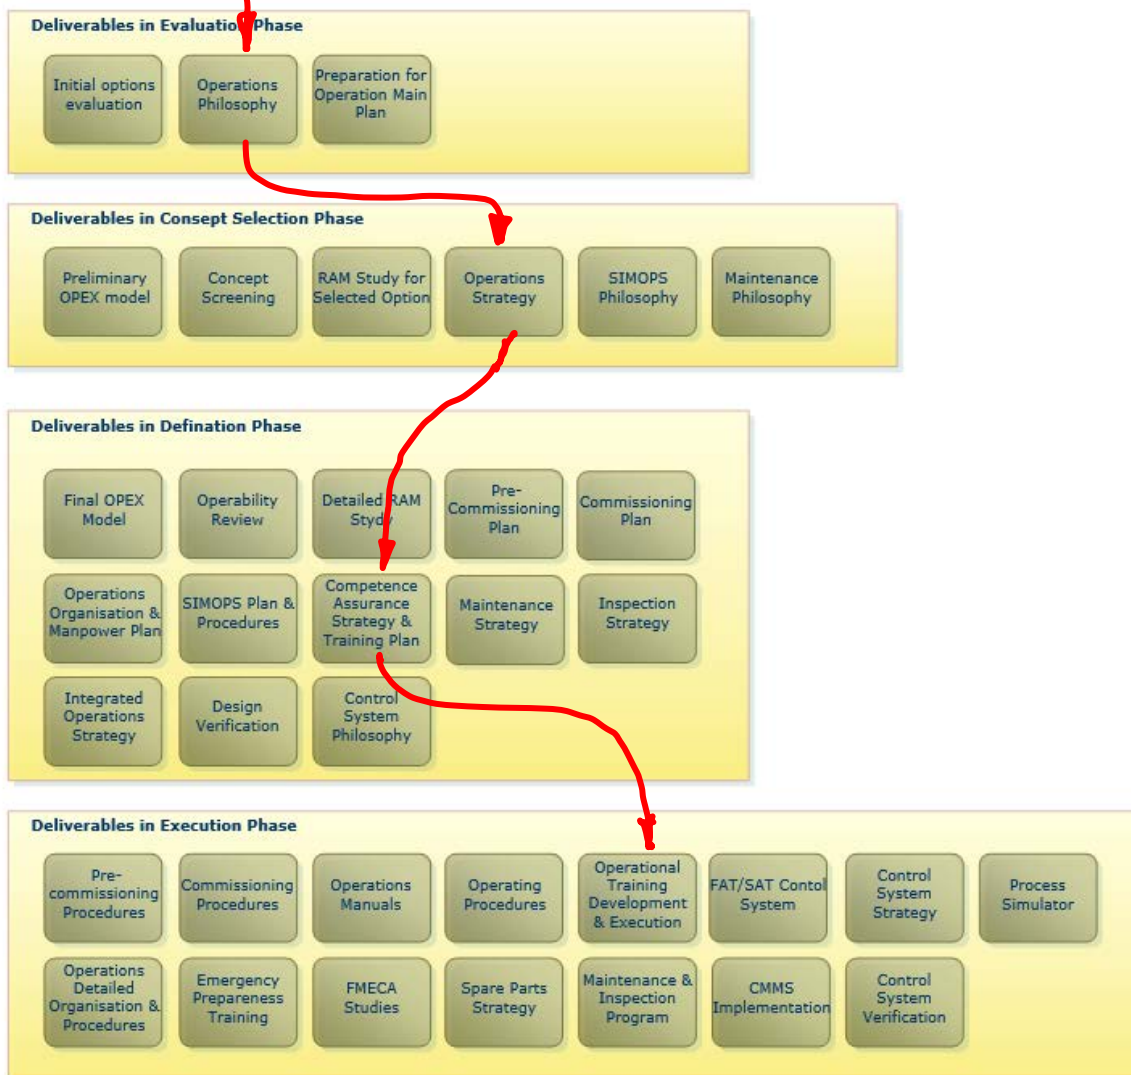 Deliverables in Evaluation Phase
Initial options
evaluation
Operations
Philosophy
Preparation for
Operation Main
Plan
Deliverables in Consept Selection Phase
Preliminary
OPEX model
Concept
Screening
RAM Study for
Selected Option
Operations
Strategy
SIMOPS
Philosophy
Maintenance
Philosophy
Deliverables in Defination Phase
Final OPEX
Model
Operability
Review
Detailed RAM
Stydy
Pre-
Commissioning
Plan
Commissioning
Plan
Operations
Organisation &
Manpower Plan
SIMOPS Plan &
Procedures
Competence
Assurance
Strategy &
Training Plan
Maintenance
Strategy
Inspection
Strategy
Integrated
Operations
Strategy
Design
Verification
Control
System
Philosophy
Deliverables in Execution Phase
Pre-
commissioning
Procedures
Commissioning
Procedures
Operations
Manuals
Operating
Procedures
Operational
Training
Development
& Execution
FAT/SAT Contol
System
Control
System
Strategy
Process
Simulator
Operations
Detailed
Organisation &
Procedures
Emergency
Prepareness
Training
FMECA
Studies
Spare Parts
Strategy
Maintenance &
Inspection
Program
CMMS
Implementation
Control
System
Verification